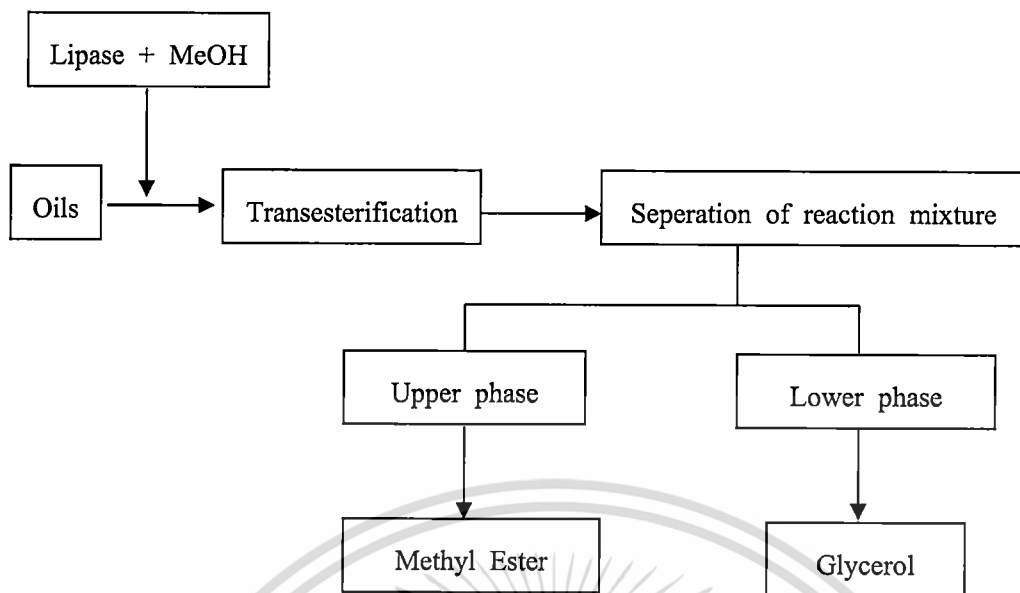 Lipase + MeOH
Oils
Transesterification
Seperation of reaction mixture
Upper phase
Lower phase
Methyl Ester
Glycerol